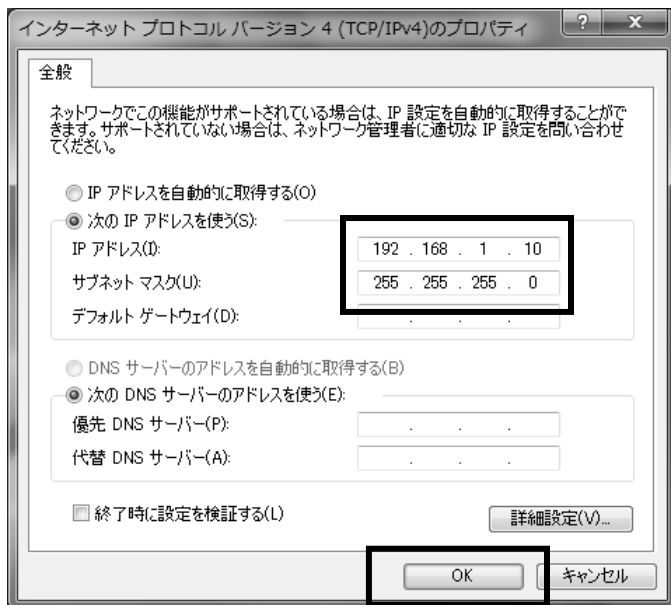 インターネット プロトコル バージョン 4 (TCP/IPv4)のプロパティ
? x
全般
ネットワークでこの機能がサポートされている場合は、IP 設定を自動的に取得することがで
きます。サポートされていない場合は、ネットワーク管理者に適切な IP 設定を問い合わせ
てください。
IP アドレスを自動的に取得する(O)
次の IP アドレスを使う(S):
IP アドレス(I): 192 . 168 . 1 . 10
サブネット マスク(U): 255 . 255 . 255 . 0
デフォルト ゲートウェイ(D): . . .
DNS サーバーのアドレスを自動的に取得する(B)
次の DNS サーバーのアドレスを使う(E):
優先 DNS サーバー(P): . . .
代替 DNS サーバー(A): . . .
終了時に設定を検証する(L)
詳細設定(V)...
OK キャンセル